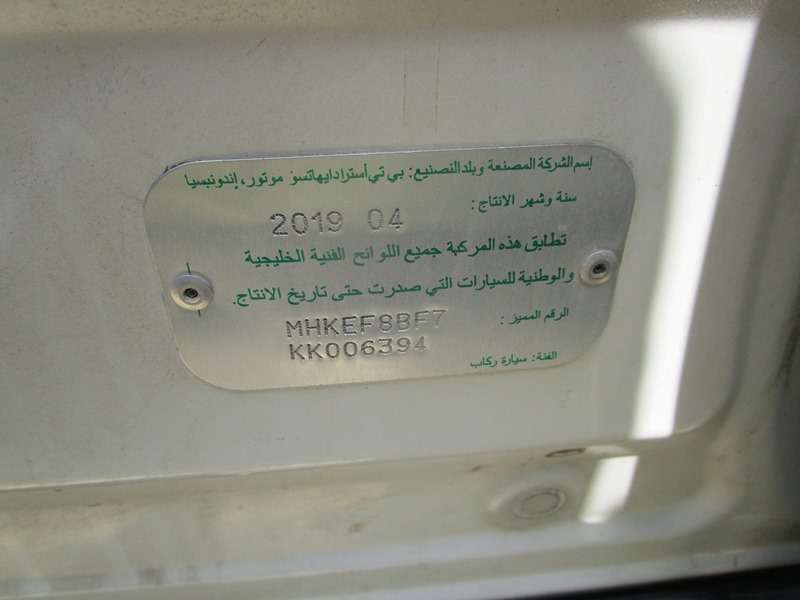 إسم الشركة المصنعة وبلد التصنيع: بي تي أسترا دايهاتسو موتور، إندونيسيا
سنة وشهر الانتاج :
2019 04
تطابق هذه المركبة جميع اللوائح الفنية الخليجية
والوطنية للسيارات التي صدرت حتى تاريخ الانتاج.
الرقم المميز :
MHKEF8BF7
KK006394
الفئة: سيارة ركاب